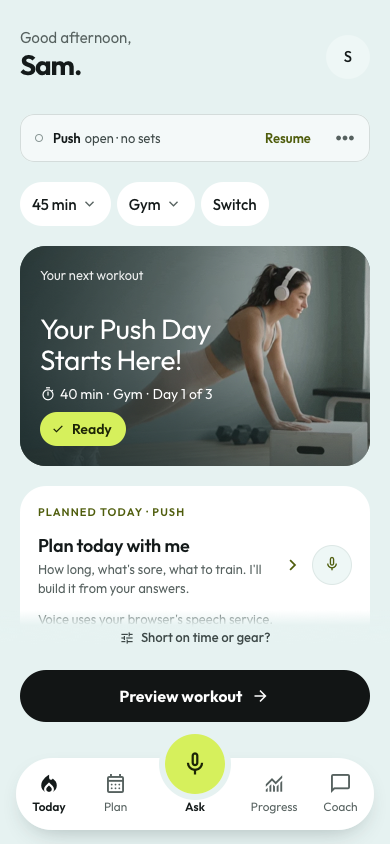 Good afternoon,
Sam.
S
Push open · no sets
Resume
45 min
Gym
Switch
Your next workout
Your Push Day
Starts Here!
40 min · Gym · Day 1 of 3
Ready
PLANNED TODAY · PUSH
Plan today with me
How long, what's sore, what to train. I'll
build it from your answers.
Voice uses your browser's speech service.
Short on time or gear?
Preview workout
Today
Plan
Ask
Progress
Coach